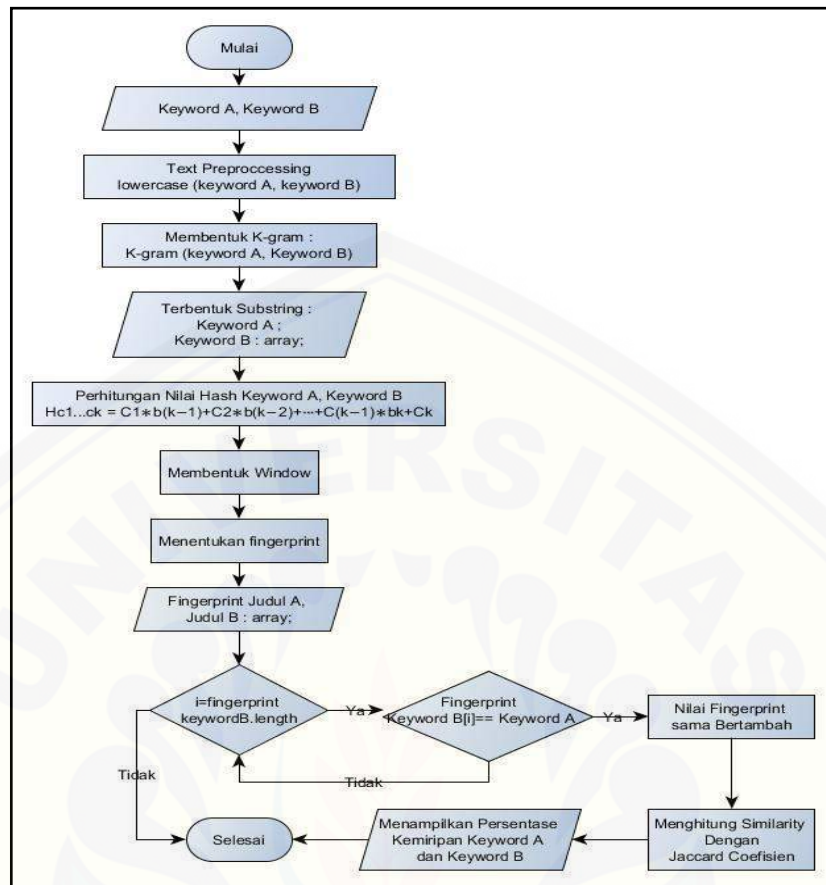 Mulai
Keyword A, Keyword B
Text Preproccessing
lowercase (keyword A, keyword B)
Membentuk K-gram :
K-gram (keyword A, Keyword B)
Terbentuk Substring :
Keyword A ;
Keyword B : array;
Perhitungan Nilai Hash Keyword A, Keyword B
Hc1...ck = C1*b(k−1)+C2*b(k−2)+···+C(k−1)*bk+Ck
Membentuk Window
Menentukan fingerprint
Fingerprint Judul A,
Judul B : array;
i=fingerprint
keywordB.length
Ya
Fingerprint
Keyword B[i]== Keyword A
Ya
Nilai Fingerprint
sama Bertambah
Tidak
Tidak
Selesai
Menampilkan Persentase
Kemiripan Keyword A
dan Keyword B
Menghitung Similarity
Dengan
Jaccard Coefisien
UNIVERSITAS